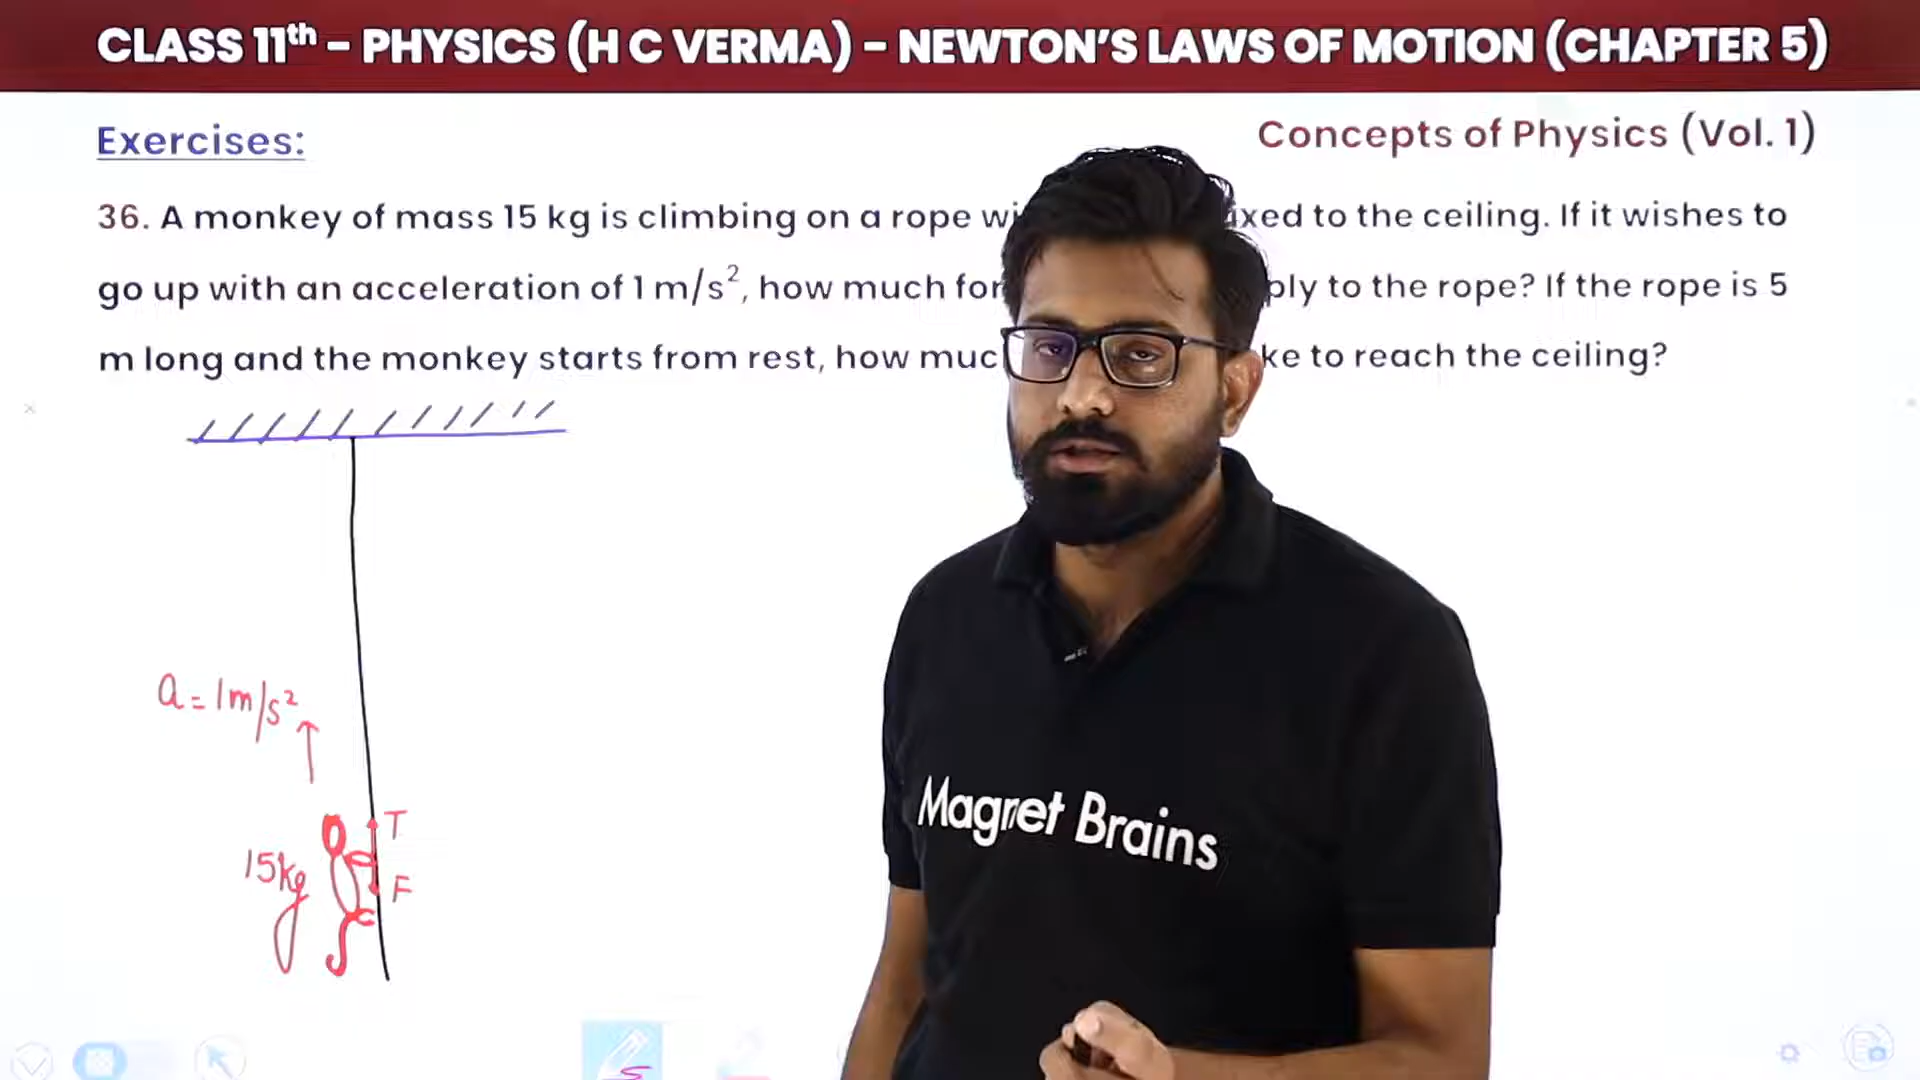 CLASS 11th – PHYSICS (H C VERMA) – NEWTON'S LAWS OF MOTION (CHAPTER 5)
Exercises:
Concepts of Physics (Vol. 1)
36. A monkey of mass 15 kg is climbing on a rope wi ixed to the ceiling. If it wishes to
go up with an acceleration of 1 m/s², how much for ply to the rope? If the rope is 5
m long and the monkey starts from rest, how muc ke to reach the ceiling?
a = 1m/s²
T
15kg
F
Magnet Brains